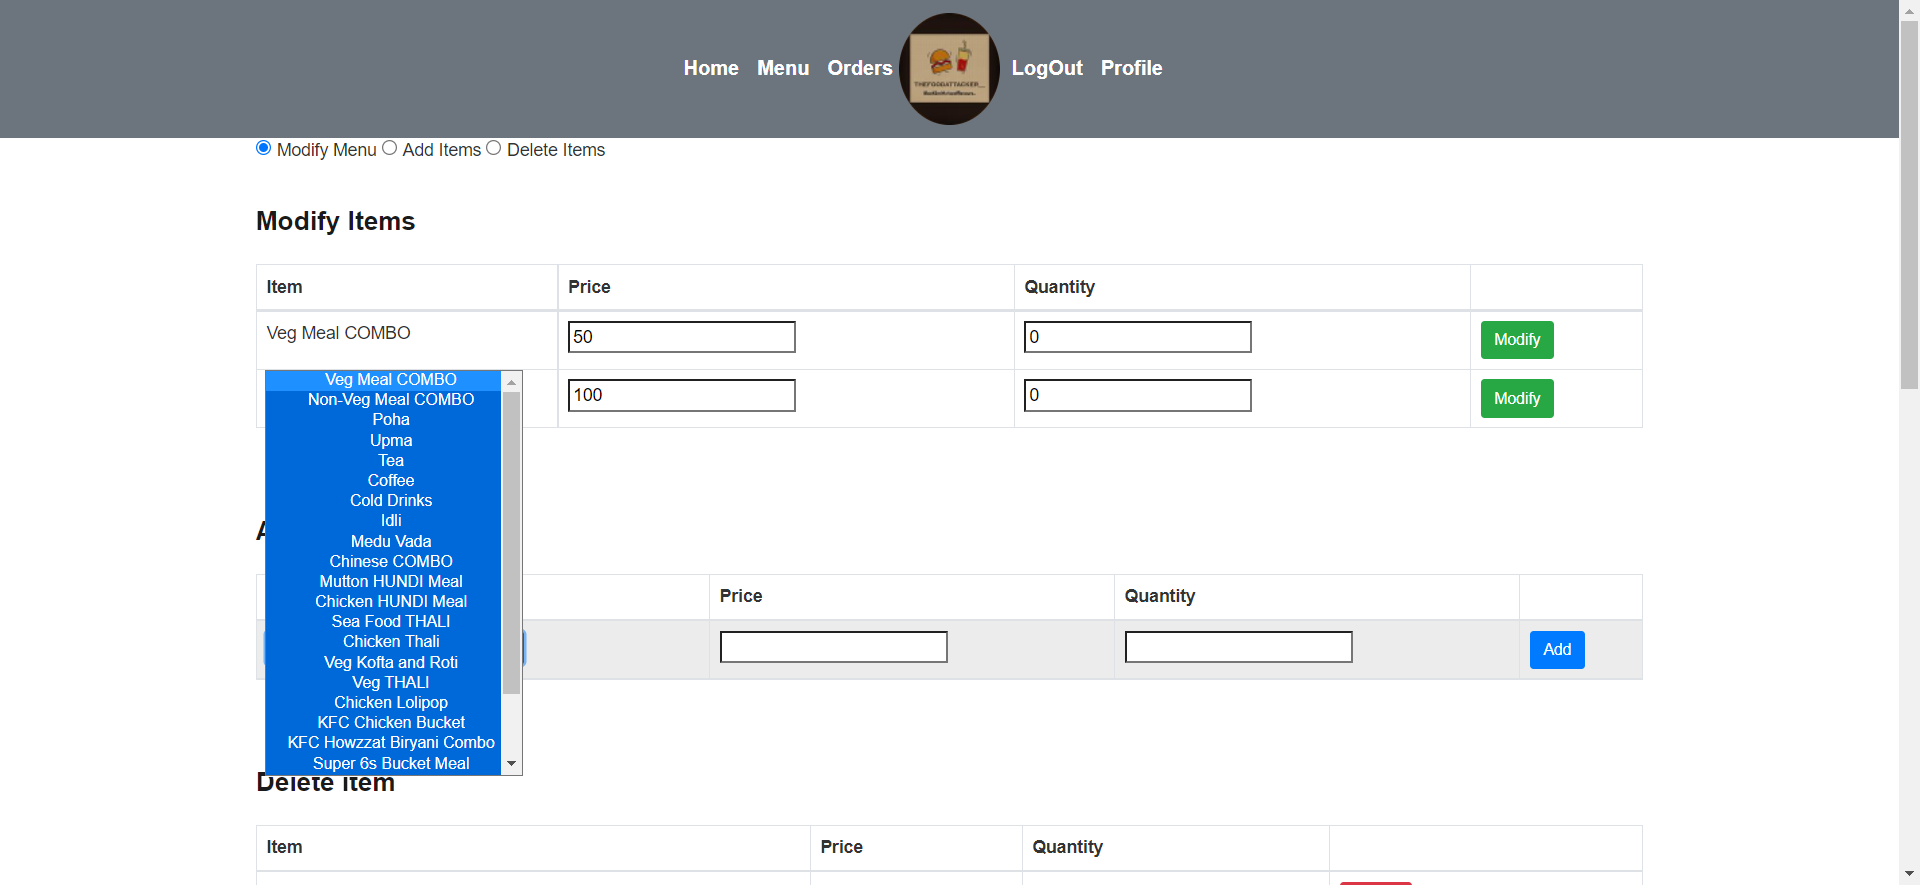 Home Menu Orders LogOut Profile
THEFOODATTACKER__
Modify Menu Add Items Delete Items
Modify Items
Item Price Quantity
Veg Meal COMBO 50 0 Modify
100 0 Modify
Veg Meal COMBO
Non-Veg Meal COMBO
Poha
Upma
Tea
Coffee
Cold Drinks
Idli
Medu Vada
Chinese COMBO
Mutton HUNDI Meal
Chicken HUNDI Meal
Sea Food THALI
Chicken Thali
Veg Kofta and Roti
Veg THALI
Chicken Lolipop
KFC Chicken Bucket
KFC Howzzat Biryani Combo
Super 6s Bucket Meal
Price Quantity
Add
Delete Item
Item Price Quantity